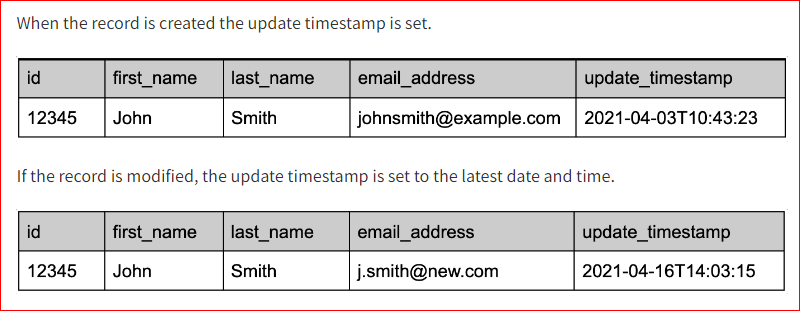 When the record is created the update timestamp is set.
id first_name last_name email_address update_timestamp
12345 John Smith johnsmith@example.com 2021-04-03T10:43:23
If the record is modified, the update timestamp is set to the latest date and time.
id first_name last_name email_address update_timestamp
12345 John Smith j.smith@new.com 2021-04-16T14:03:15